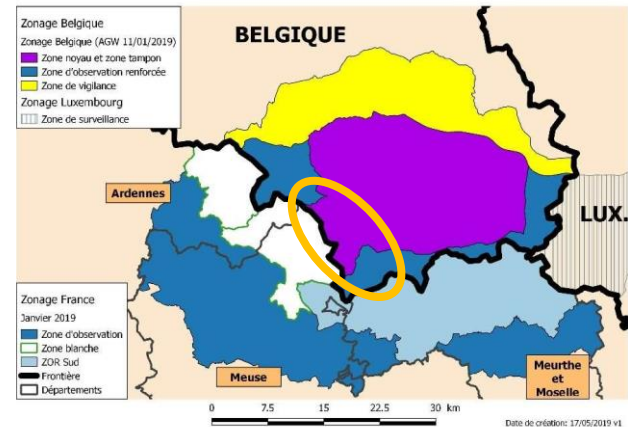 Zonage Belgique
Zonage Belgique (AGW 11/01/2019)
Zone noyau et zone tampon
Zone d'observation renforcée
Zone de vigilance
Zonage Luxembourg
Zone de surveillance
BELGIQUE
Ardennes
LUX.
Zonage France
Janvier 2019
Zone d'observation
Zone blanche
ZOR Sud
Frontière
Départements
Meuse
Meurthe
et
Moselle
0 7.5 15 22.5 30 km
Date de création: 17/05/2019 v1